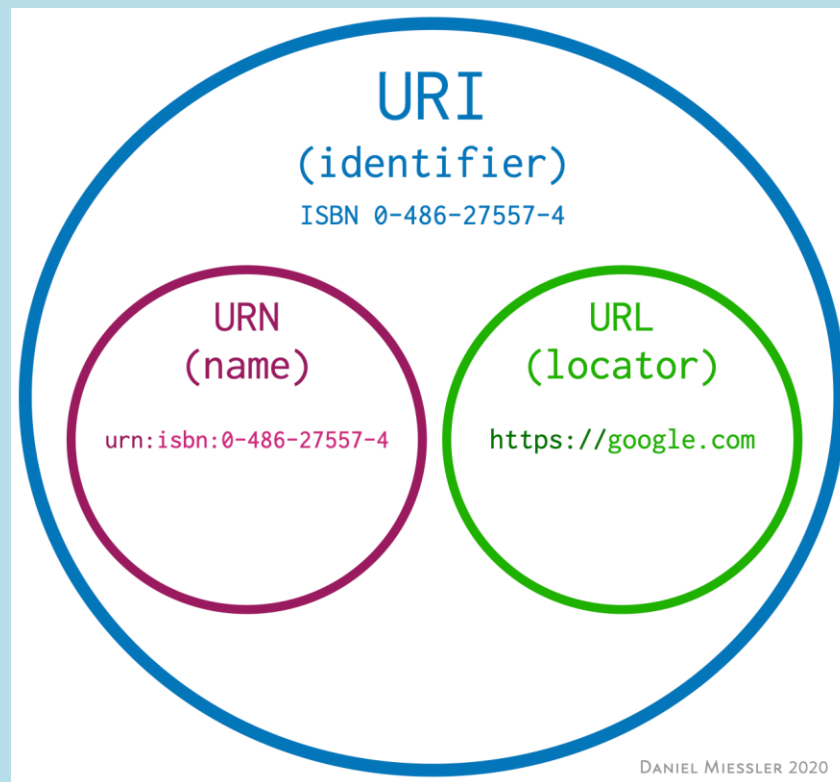 URI
(identifier)
ISBN 0-486-27557-4
URN
(name)
urn:isbn:0-486-27557-4
URL
(locator)
https://google.com
DANIEL MIESSLER 2020